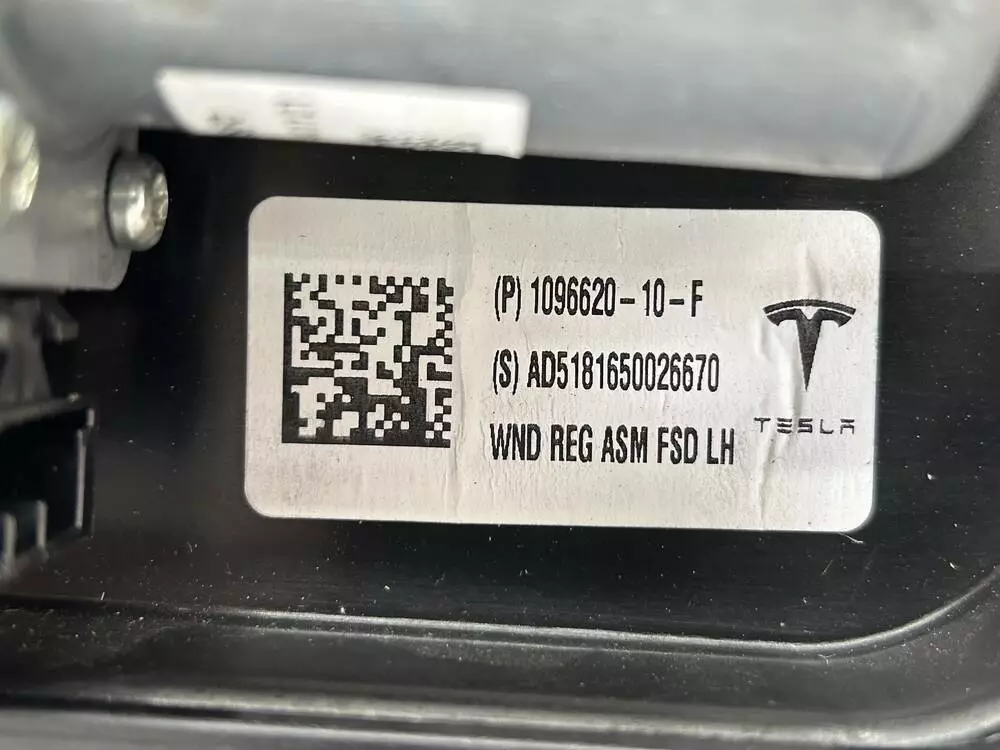 (P) 1096620-10-F
(S) AD5181650026670
WND REG ASM FSD LH
TESLA